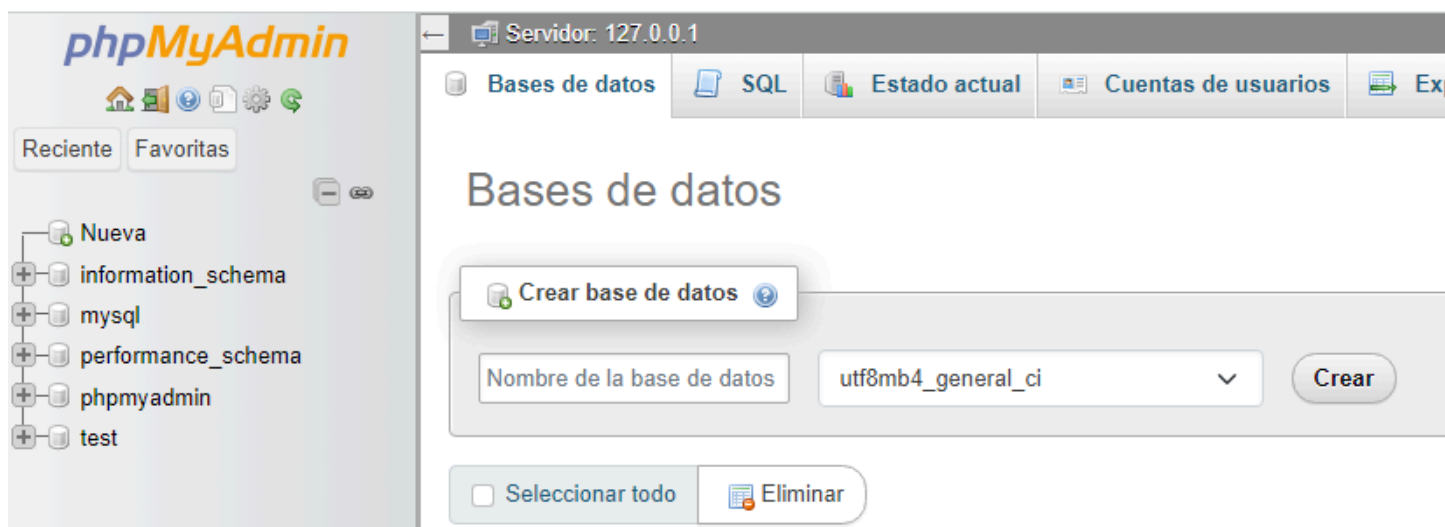 phpMyAdmin
Reciente Favoritas
Nueva
information_schema
mysql
performance_schema
phpmyadmin
test
Servidor: 127.0.0.1
Bases de datos SQL Estado actual Cuentas de usuarios
Bases de datos
Crear base de datos
Nombre de la base de datos utf8mb4_general_ci Crear
Seleccionar todo Eliminar